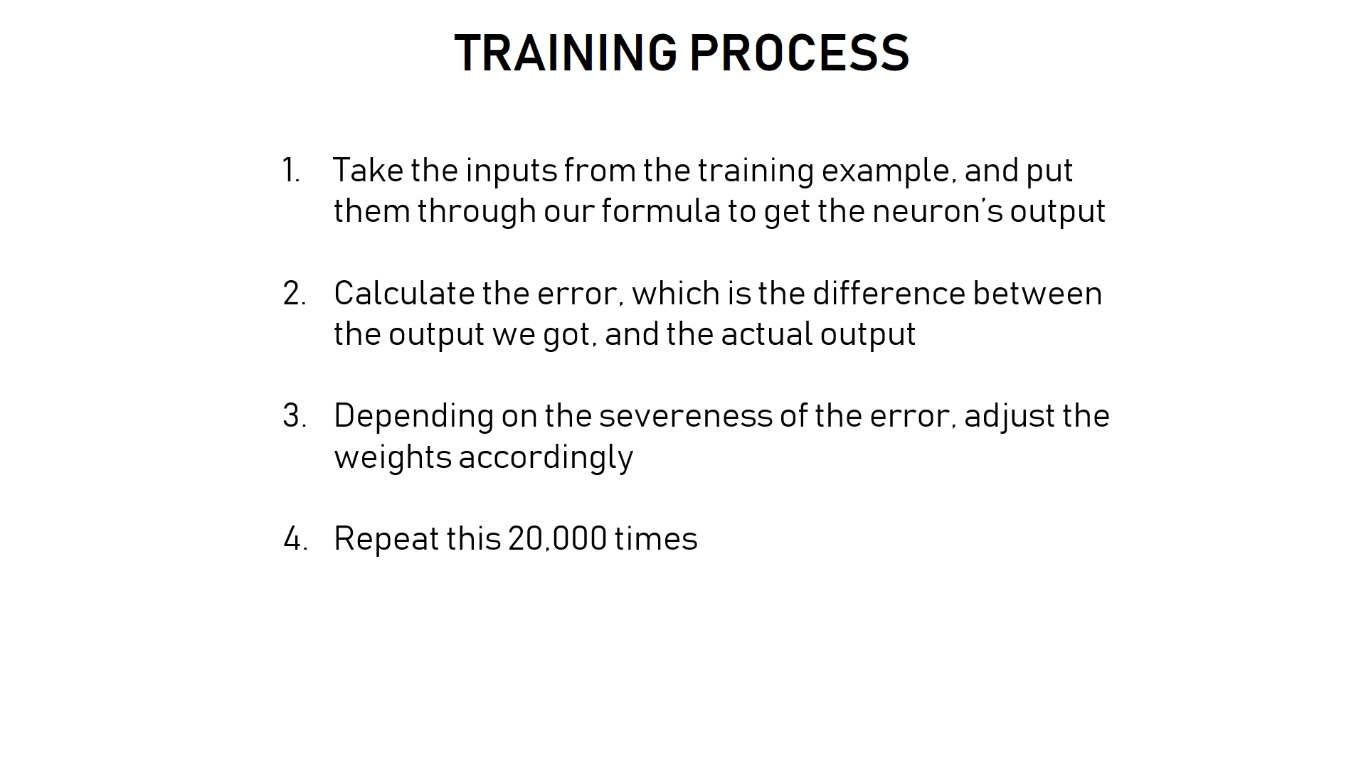 TRAINING PROCESS
1. Take the inputs from the training example, and put
them through our formula to get the neuron's output
2. Calculate the error, which is the difference between
the output we got, and the actual output
3. Depending on the severeness of the error, adjust the
weights accordingly
4. Repeat this 20,000 times